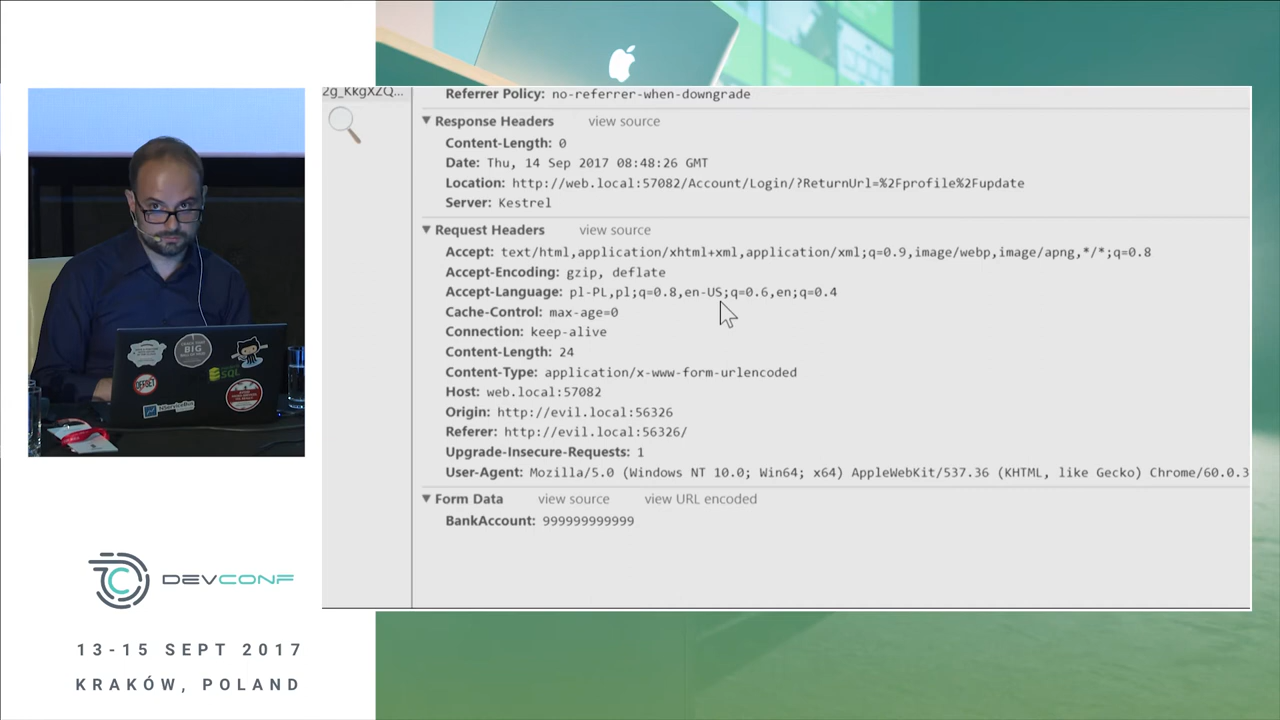 2g_KkgXZQ...
Referrer Policy: no-referrer-when-downgrade
Response Headers view source
Content-Length: 0
Date: Thu, 14 Sep 2017 08:48:26 GMT
Location: http://web.local:57082/Account/Login/?ReturnUrl=%2Fprofile%2Fupdate
Server: Kestrel
Request Headers view source
Accept: text/html,application/xhtml+xml,application/xml;q=0.9,image/webp,image/apng,*/*;q=0.8
Accept-Encoding: gzip, deflate
Accept-Language: pl-PL,pl;q=0.8,en-US;q=0.6,en;q=0.4
Cache-Control: max-age=0
Connection: keep-alive
Content-Length: 24
Content-Type: application/x-www-form-urlencoded
Host: web.local:57082
Origin: http://evil.local:56326
Referer: http://evil.local:56326/
Upgrade-Insecure-Requests: 1
User-Agent: Mozilla/5.0 (Windows NT 10.0; Win64; x64) AppleWebKit/537.36 (KHTML, like Gecko) Chrome/60.0.3
Form Data view source view URL encoded
BankAccount: 999999999999
BIG
SQL
NServiceBus
DEVCONF
13-15 SEPT 2017
KRAKÓW, POLAND